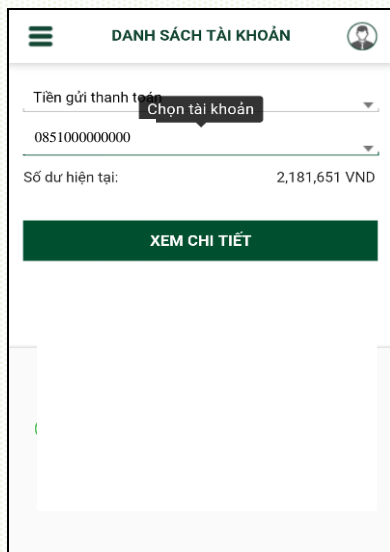 DANH SÁCH TÀI KHOẢN
Tiền gửi thanh toán
Chọn tài khoản
0851000000000
Số dư hiện tại: 2,181,651 VND
XEM CHI TIẾT